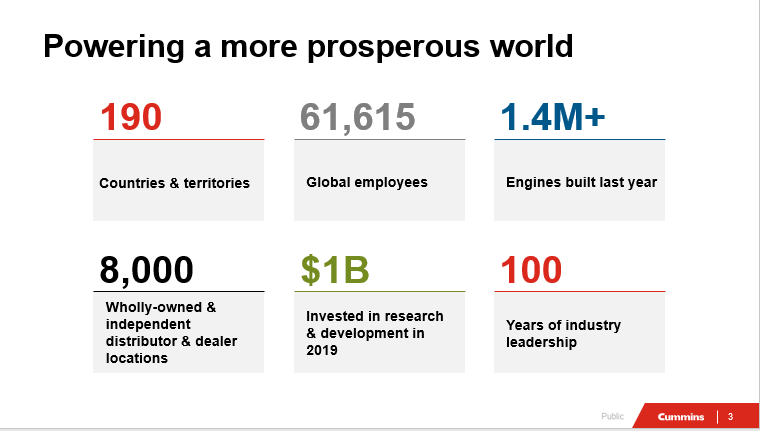 Powering a more prosperous world
190
Countries & territories
61,615
Global employees
1.4M+
Engines built last year
8,000
Wholly-owned &
independent
distributor & dealer
locations
$1B
Invested in research
& development in
2019
100
Years of industry
leadership
Public
Cummins
3